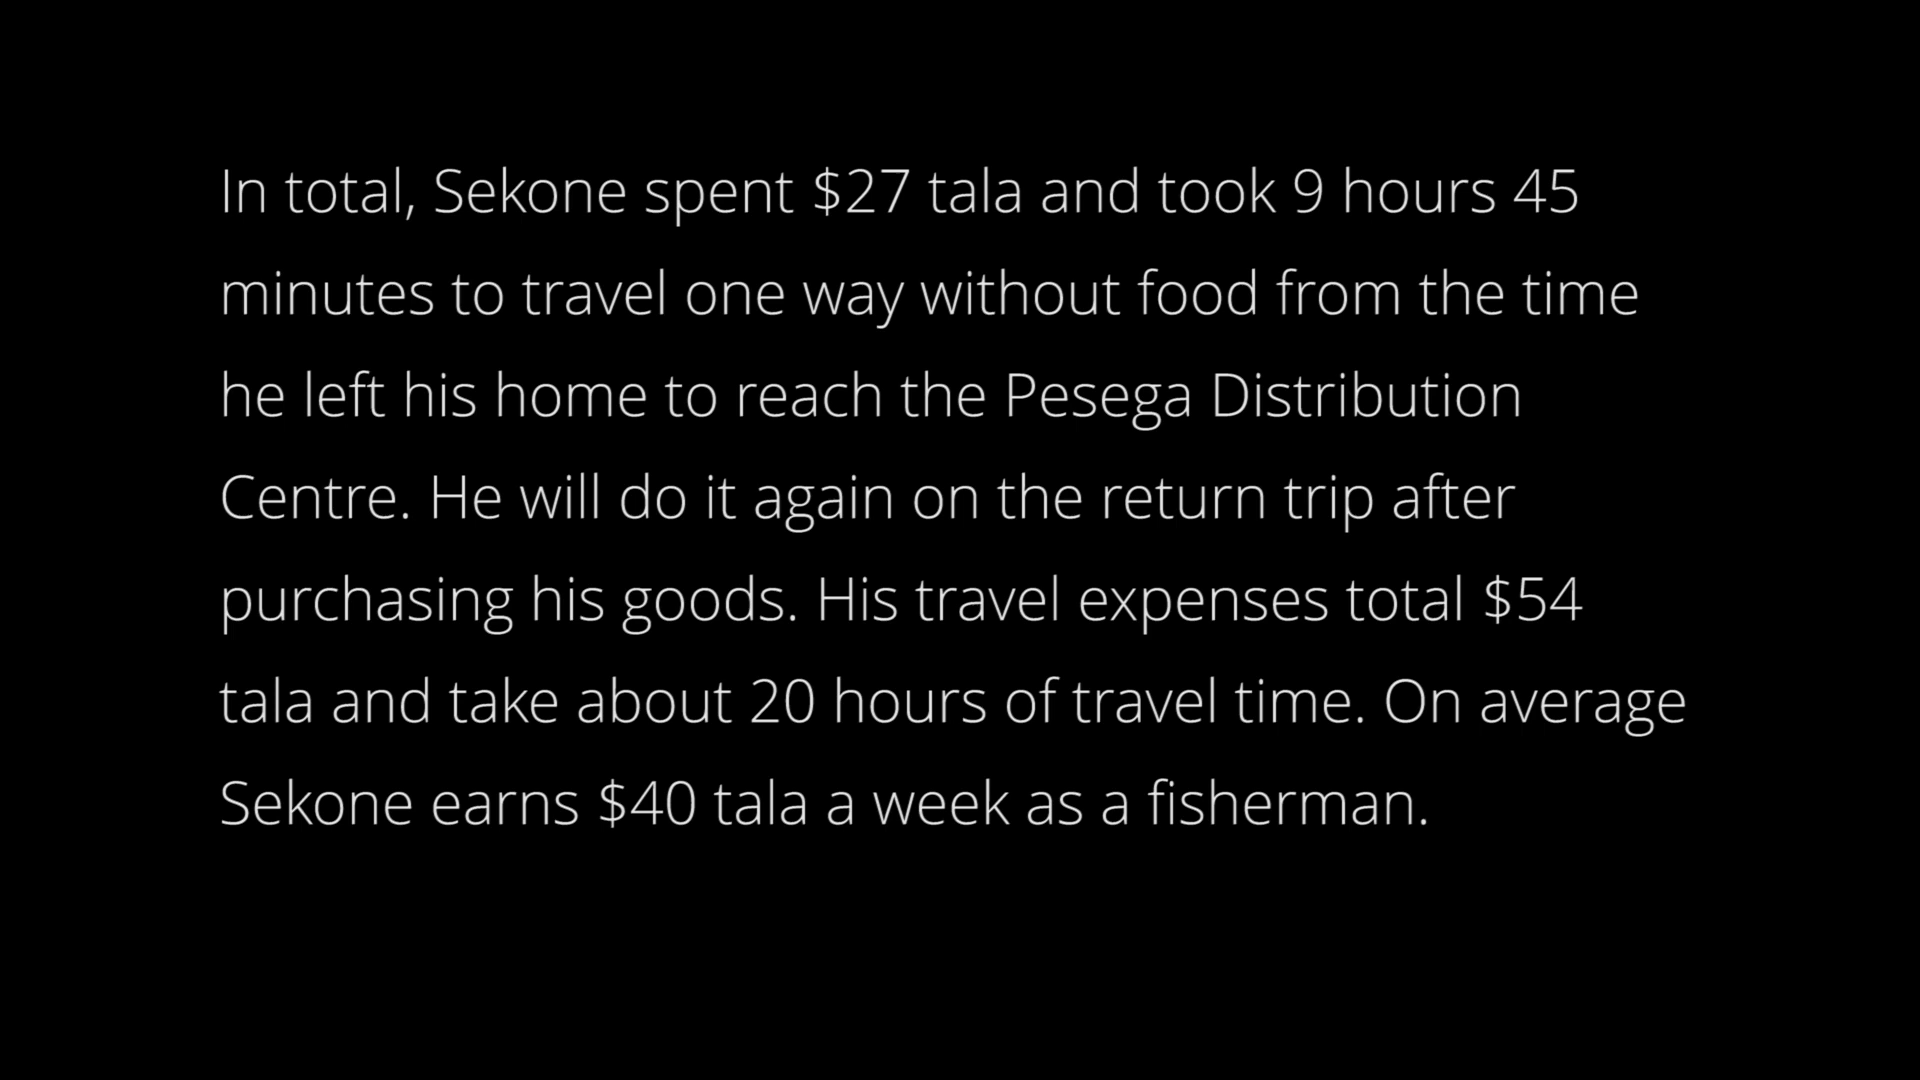 In total, Sekone spent $27 tala and took 9 hours 45
minutes to travel one way without food from the time
he left his home to reach the Pesega Distribution
Centre. He will do it again on the return trip after
purchasing his goods. His travel expenses total $54
tala and take about 20 hours of travel time. On average
Sekone earns $40 tala a week as a fisherman.